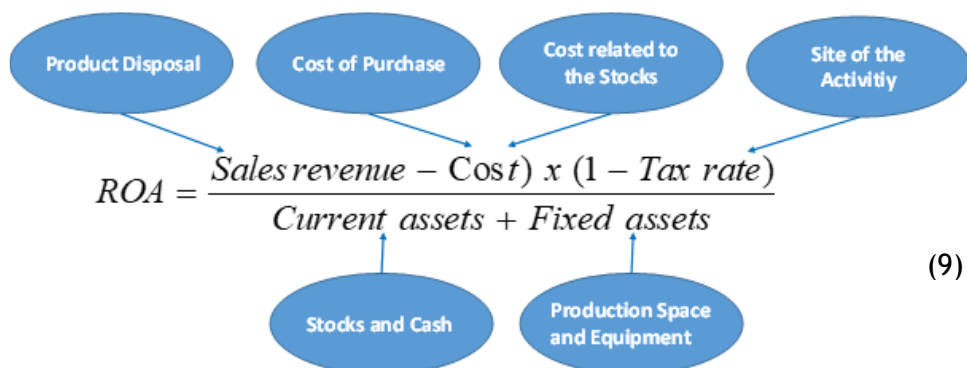 Product Disposal
Cost of Purchase
Cost related to
the Stocks
Site of the
Activitiy
ROA = Sales revenue – Cost) x (1 – Tax rate)
Current assets + Fixed assets
(9)
Stocks and Cash
Production Space
and Equipment